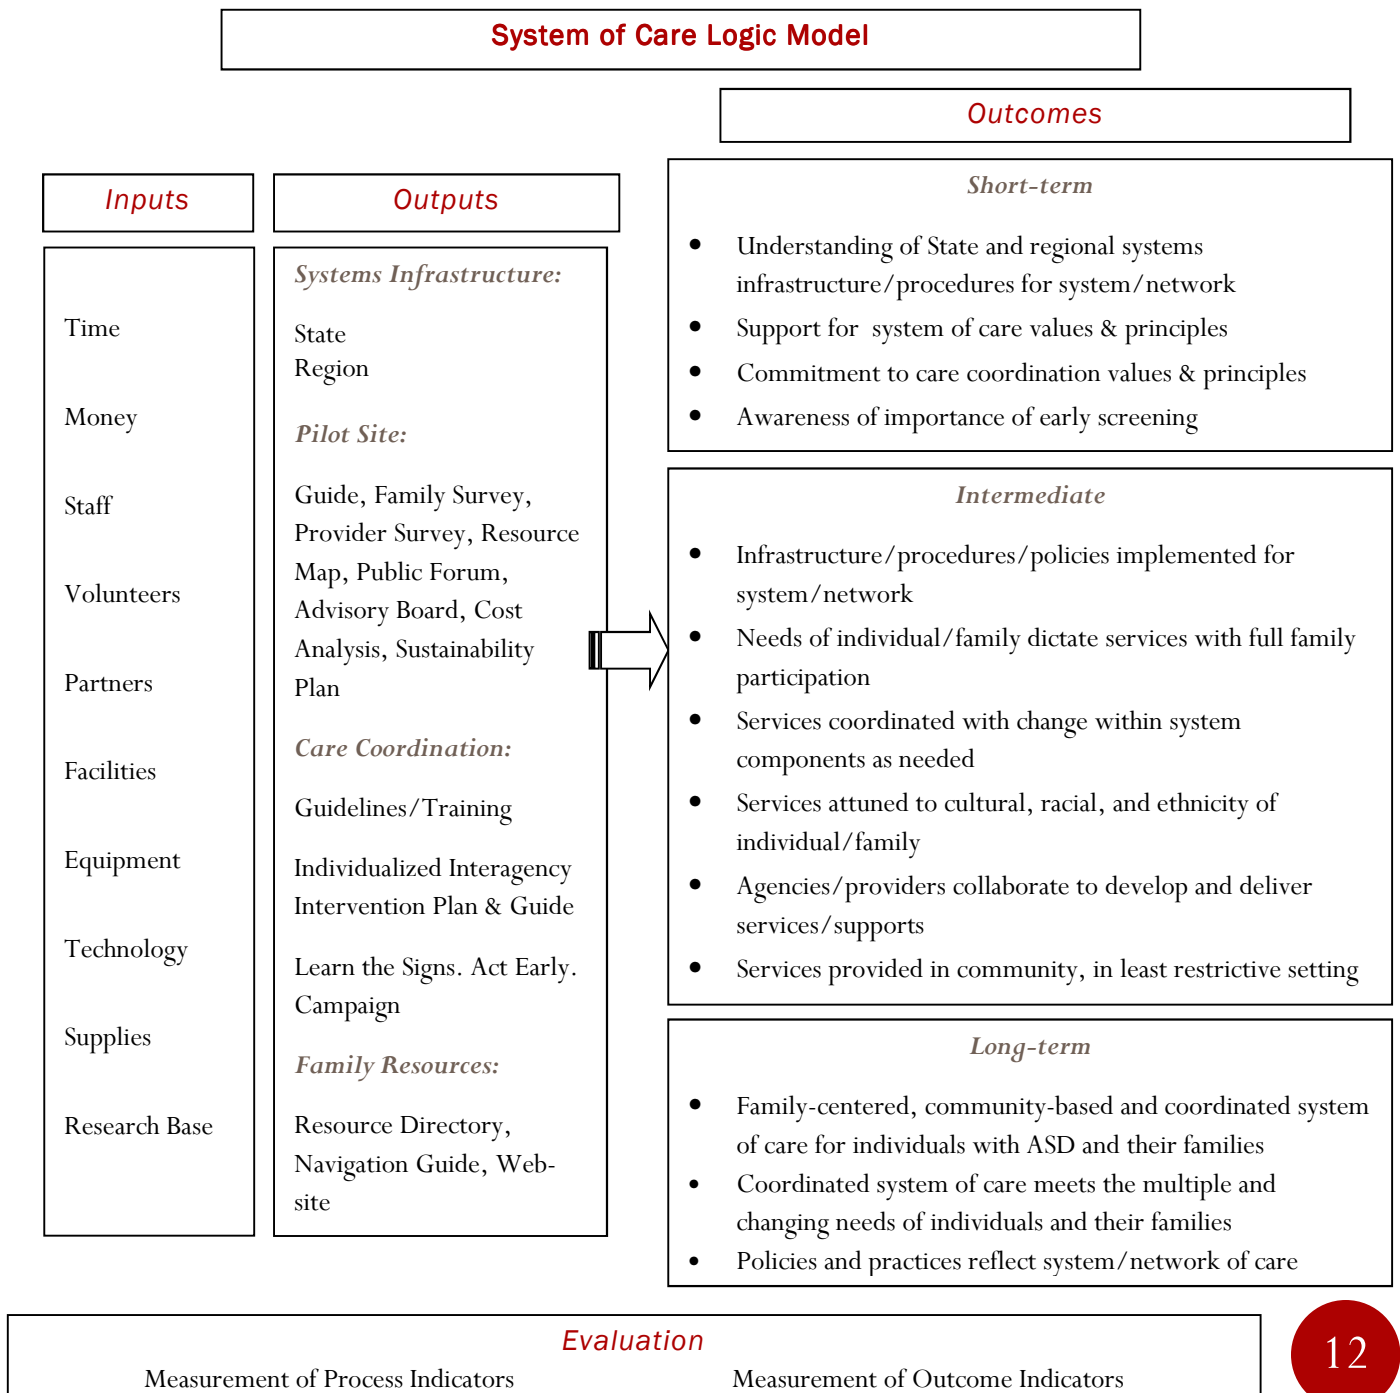 System of Care Logic Model
Inputs
Time
Money
Staff
Volunteers
Partners
Facilities
Equipment
Technology
Supplies
Research Base
Outputs
Systems Infrastructure:
State
Region
Pilot Site:
Guide, Family Survey,
Provider Survey, Resource
Map, Public Forum,
Advisory Board, Cost
Analysis, Sustainability
Plan
Care Coordination:
Guidelines/Training
Individualized Interagency
Intervention Plan & Guide
Learn the Signs. Act Early.
Campaign
Family Resources:
Resource Directory,
Navigation Guide, Web-
site
Outcomes
Short-term
• Understanding of State and regional systems
infrastructure/procedures for system/network
• Support for system of care values & principles
• Commitment to care coordination values & principles
• Awareness of importance of early screening
Intermediate
• Infrastructure/procedures/policies implemented for
system/network
• Needs of individual/family dictate services with full family
participation
• Services coordinated with change within system
components as needed
• Services attuned to cultural, racial, and ethnicity of
individual/family
• Agencies/providers collaborate to develop and deliver
services/supports
• Services provided in community, in least restrictive setting
Long-term
• Family-centered, community-based and coordinated system
of care for individuals with ASD and their families
• Coordinated system of care meets the multiple and
changing needs of individuals and their families
• Policies and practices reflect system/network of care
Evaluation
Measurement of Process Indicators
Measurement of Outcome Indicators
12